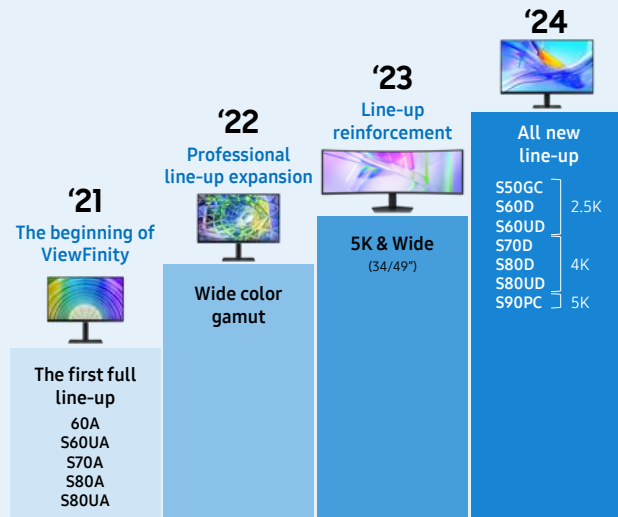 ‘21
The beginning of
ViewFinity
The first full
line-up
60A
S60UA
S70A
S80A
S80UA
‘22
Professional
line-up expansion
Wide color
gamut
‘23
Line-up
reinforcement
5K & Wide
(34/49”)
‘24
All new
line-up
S50GC
S60D
S60UD
2.5K
S70D
S80D
S80UD
4K
S90PC
5K